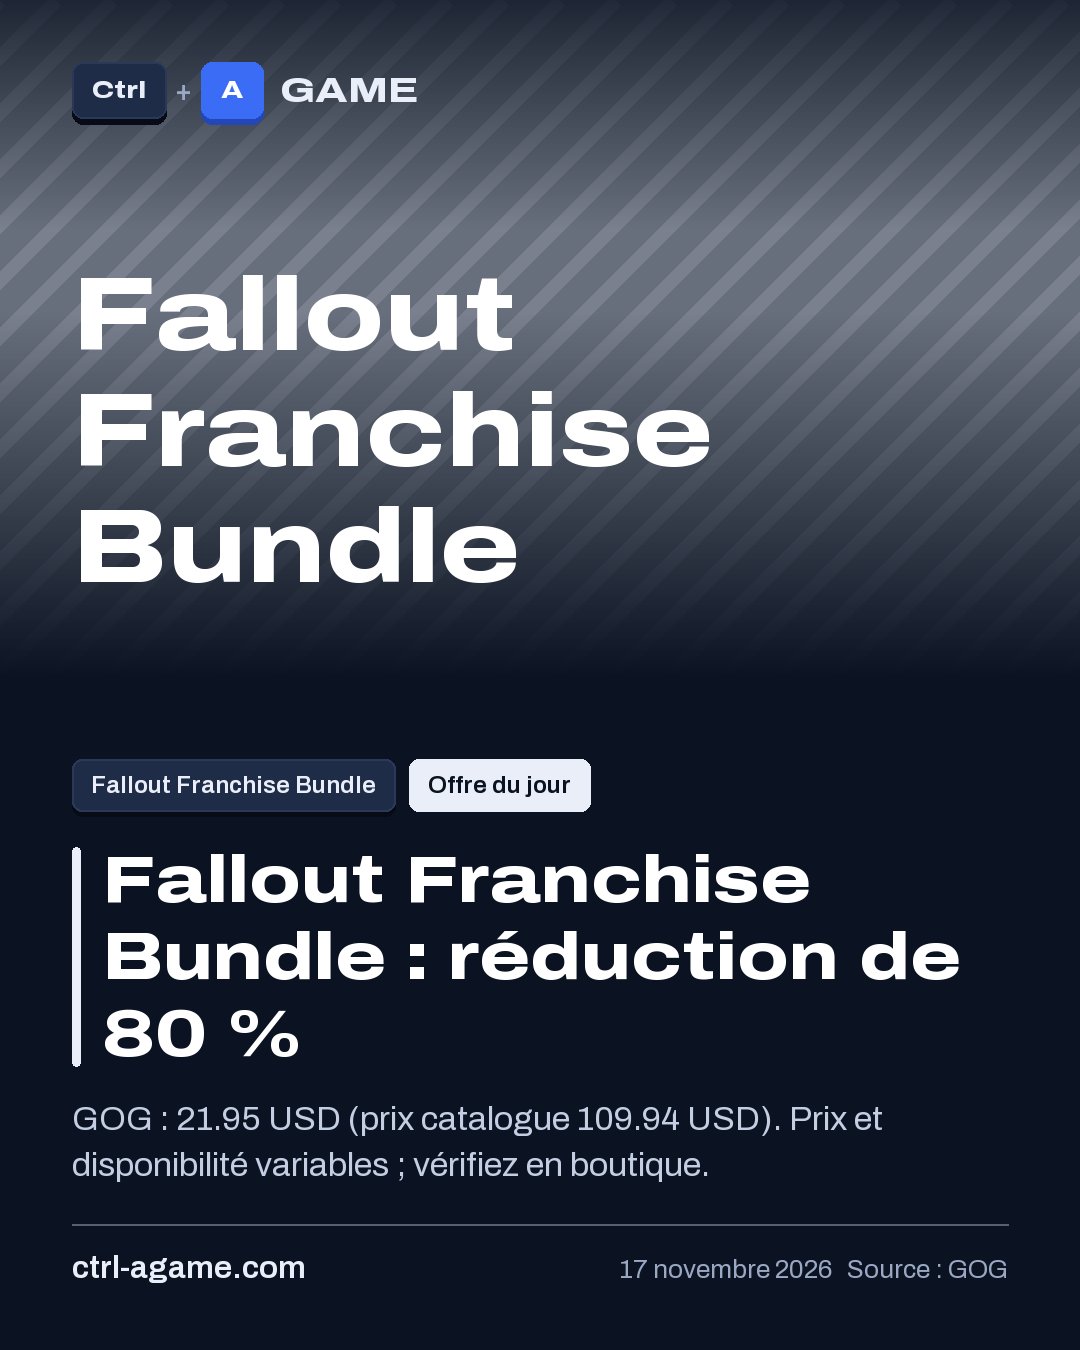 Ctrl + A GAME
Fallout
Franchise
Bundle
Fallout Franchise Bundle Offre du jour
Fallout Franchise
Bundle : réduction de
80 %
GOG : 21.95 USD (prix catalogue 109.94 USD). Prix et
disponibilité variables ; vérifiez en boutique.
ctrl-agame.com 17 novembre 2026 Source : GOG